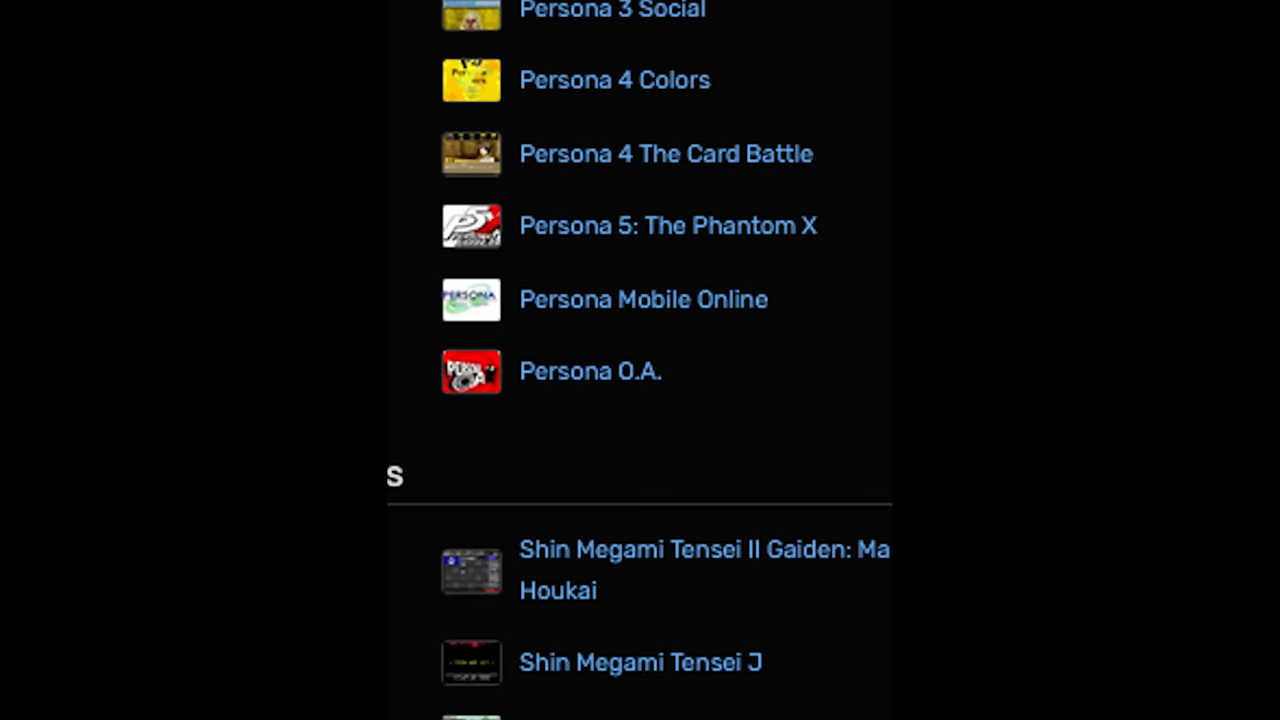 Persona 3 Social
Persona 4 Colors
Persona 4 The Card Battle
Persona 5: The Phantom X
PERSONA
Persona Mobile Online
Persona O.A.
S
Shin Megami Tensei II Gaiden: Ma
Houkai
Shin Megami Tensei J